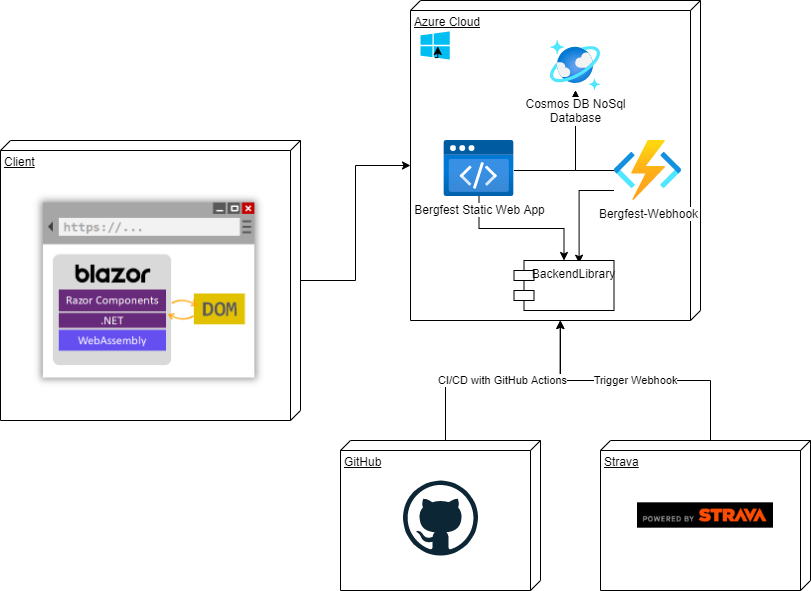 Azure Cloud
Cosmos DB NoSql
Database
Client
Bergfest Static Web App
Bergfest-Webhook
https://...
blazor
Razor Components
.NET
WebAssembly
DOM
BackendLibrary
CI/CD with GitHub Actions
Trigger Webhook
GitHub
Strava
POWERED BY STRAVA